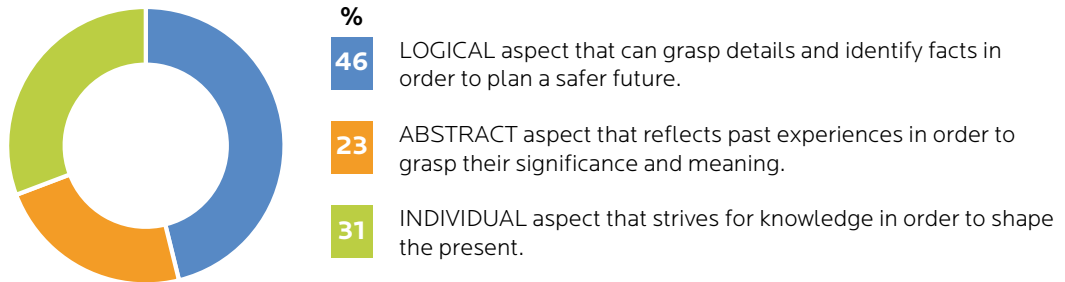 %
46
LOGICAL aspect that can grasp details and identify facts in
order to plan a safer future.
23
ABSTRACT aspect that reflects past experiences in order to
grasp their significance and meaning.
31
INDIVIDUAL aspect that strives for knowledge in order to shape
the present.